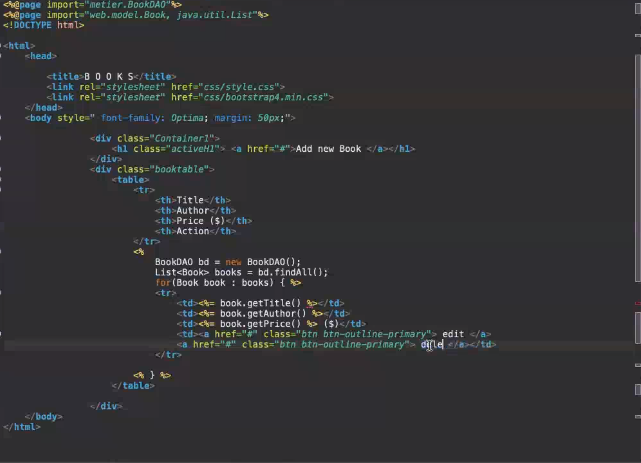 <%@page import="metier.BookDAO"%>
<%@page import="web.model.Book, java.util.List"%>
<!DOCTYPE html>
<html>
<head>
<title>B O O K S</title>
<link rel="stylesheet" href="css/style.css">
<link rel="stylesheet" href="css/bootstrap4.min.css">
</head>
<body style=" font-family: Optima; margin: 50px;">
<div class="Container1">
<h1 class="activeH1"> <a href="#">Add new Book </a></h1>
</div>
<div class="booktable">
<table>
<tr>
<th>Title</th>
<th>Author</th>
<th>Price ($)</th>
<th>Action</th>
</tr>
<%
BookDAO bd = new BookDAO();
List<Book> books = bd.findAll();
for(Book book : books) { %>
<tr>
<td><%= book.getTitle() %></td>
<td><%= book.getAuthor() %></td>
<td><%= book.getPrice() %> ($)</td>
<td><a href="#" class="btn btn-outline-primary"> edit </a>
<a href="#" class="btn btn-outline-primary"> </a></td>
</tr>
<% } %>
</table>
</div>
</body>
</html>